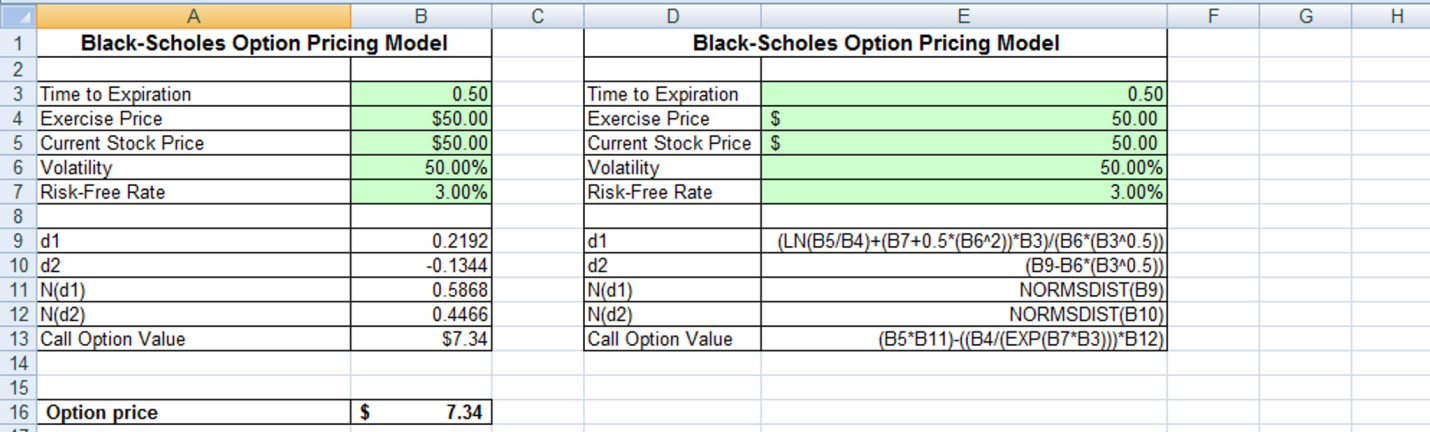 A B C D E F G H
1 Black-Scholes Option Pricing Model Black-Scholes Option Pricing Model
2
3 Time to Expiration 0.50 Time to Expiration 0.50
4 Exercise Price $50.00 Exercise Price $ 50.00
5 Current Stock Price $50.00 Current Stock Price $ 50.00
6 Volatility 50.00% Volatility 50.00%
7 Risk-Free Rate 3.00% Risk-Free Rate 3.00%
8
9 d1 0.2192 d1 (LN(B5/B4)+(B7+0.5*(B6^2))*B3)/(B6*(B3^0.5))
10 d2 -0.1344 d2 (B9-B6*(B3^0.5))
11 N(d1) 0.5868 N(d1) NORMSDIST(B9)
12 N(d2) 0.4466 N(d2) NORMSDIST(B10)
13 Call Option Value $7.34 Call Option Value (B5*B11)-((B4/(EXP(B7*B3)))*B12)
14
15
16 Option price $ 7.34